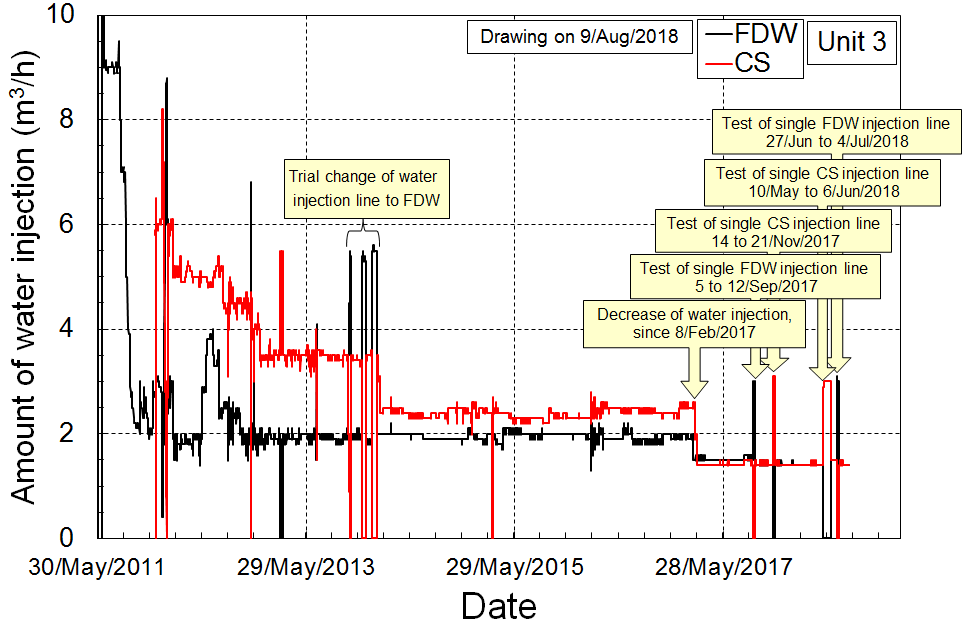 10
8
6
4
2
0
Amount of water injection (m³/h)
Drawing on 9/Aug/2018
FDW
CS
Unit 3
Trial change of water
injection line to FDW
Test of single FDW injection line
27/Jun to 4/Jul/2018
Test of single CS injection line
10/May to 6/Jun/2018
Test of single CS injection line
14 to 21/Nov/2017
Test of single FDW injection line
5 to 12/Sep/2017
Decrease of water injection,
since 8/Feb/2017
30/May/2011
29/May/2013
29/May/2015
28/May/2017
Date